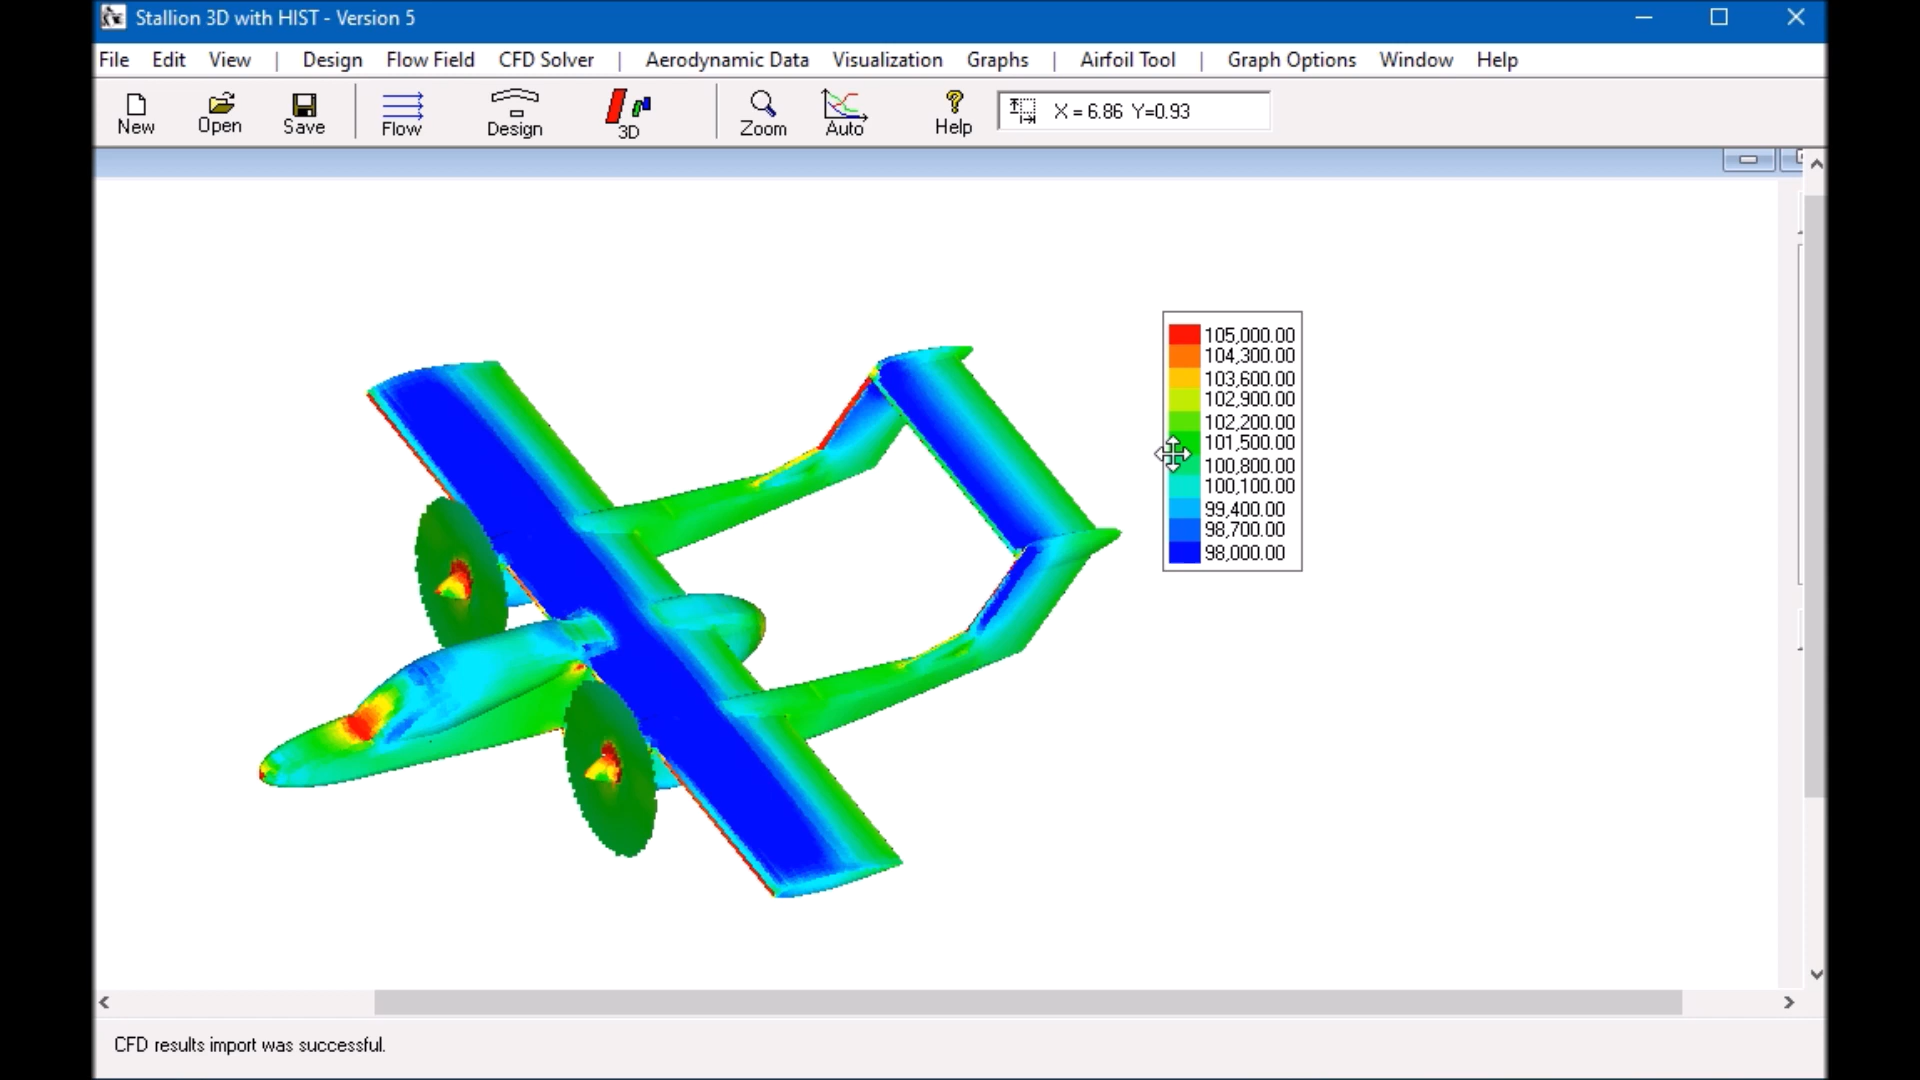 Stallion 3D with HIST - Version 5
File Edit View | Design Flow Field CFD Solver | Aerodynamic Data Visualization Graphs | Airfoil Tool | Graph Options Window Help
New Open Save Flow Design 3D Zoom Auto Help X = 6.86 Y=0.93
105,000.00
104,300.00
103,600.00
102,900.00
102,200.00
101,500.00
100,800.00
100,100.00
99,400.00
98,700.00
98,000.00
CFD results import was successful.